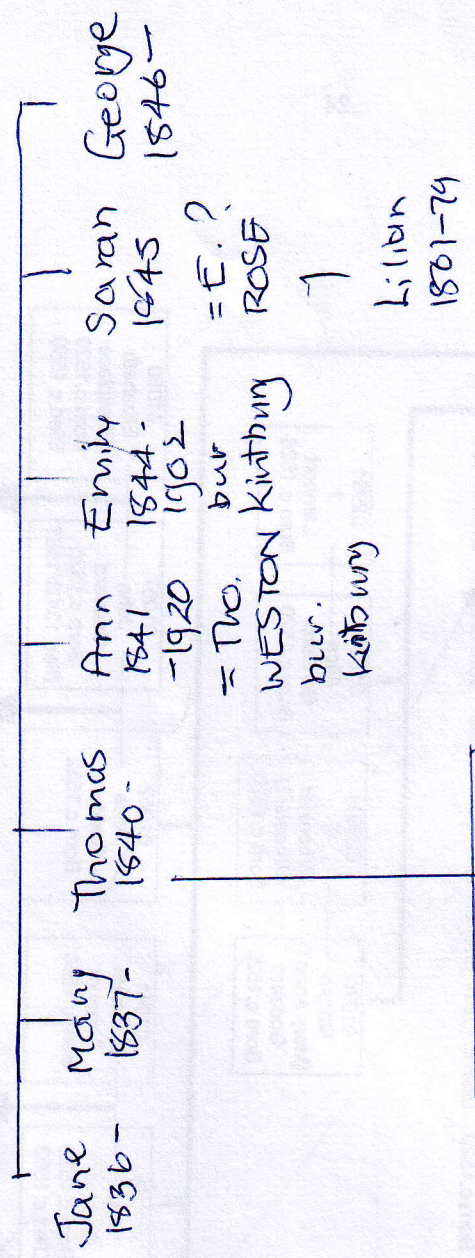 Jane
1836-
Mary
1837-
Thomas
1840-
Ann
1841
-1920
= Tho.
WESTON
bur.
Kintbury
Emily
1844-
1902
bur
Kintbury
Sarah
1845
= E.?
ROSE
Lilian
1861-79
George
1846-